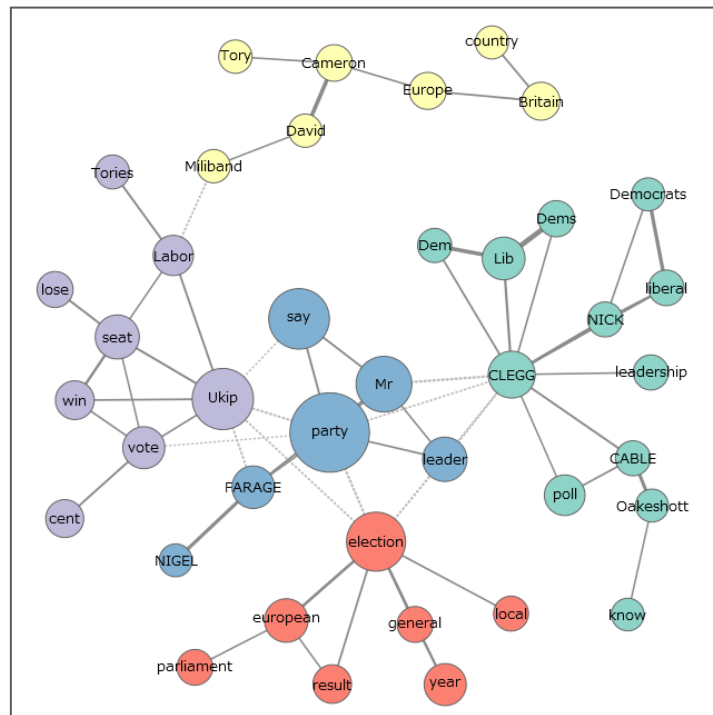 country
Tory
Cameron
Europe
Britain
David
Miliband
Tories
Democrats
Dems
Dem
Lib
Labor
lose
liberal
say
NICK
seat
leadership
Mr
CLEGG
win
Ukip
party
vote
leader
CABLE
FARAGE
poll
Oakeshott
cent
election
NIGEL
european
general
local
know
parliament
result
year